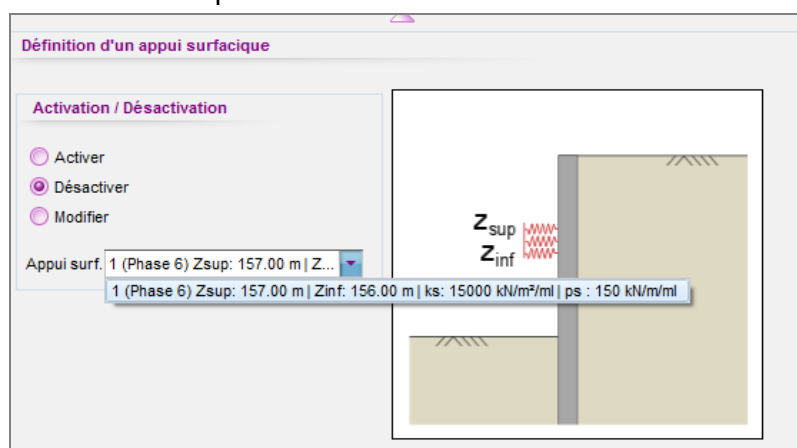 Définition d'un appui surfacique
Activation / Désactivation
Activer
Désactiver
Modifier
Appui surf. 1 (Phase 6) Zsup: 157.00 m | Z...
1 (Phase 6) Zsup: 157.00 m | Zinf: 156.00 m | ks: 15000 kN/m²/ml | ps : 150 kN/m/ml
Zsup
Zinf